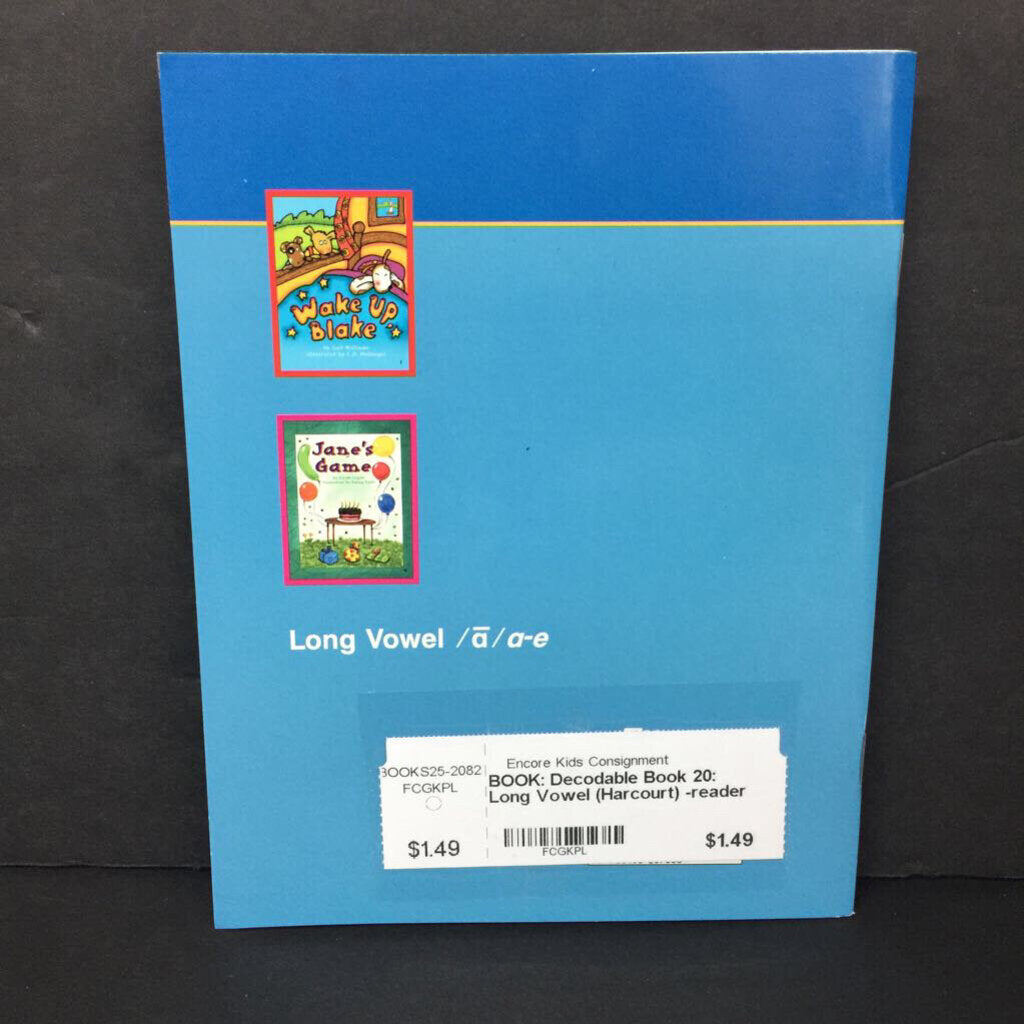 Wake Up
Blake
Jane's
Game
Long Vowel /ā/a-e
BOOKS25-2082
FCGKPL
$1.49
Encore Kids Consignment
BOOK: Decodable Book 20:
Long Vowel (Harcourt) -reader
FCGKPL
$1.49